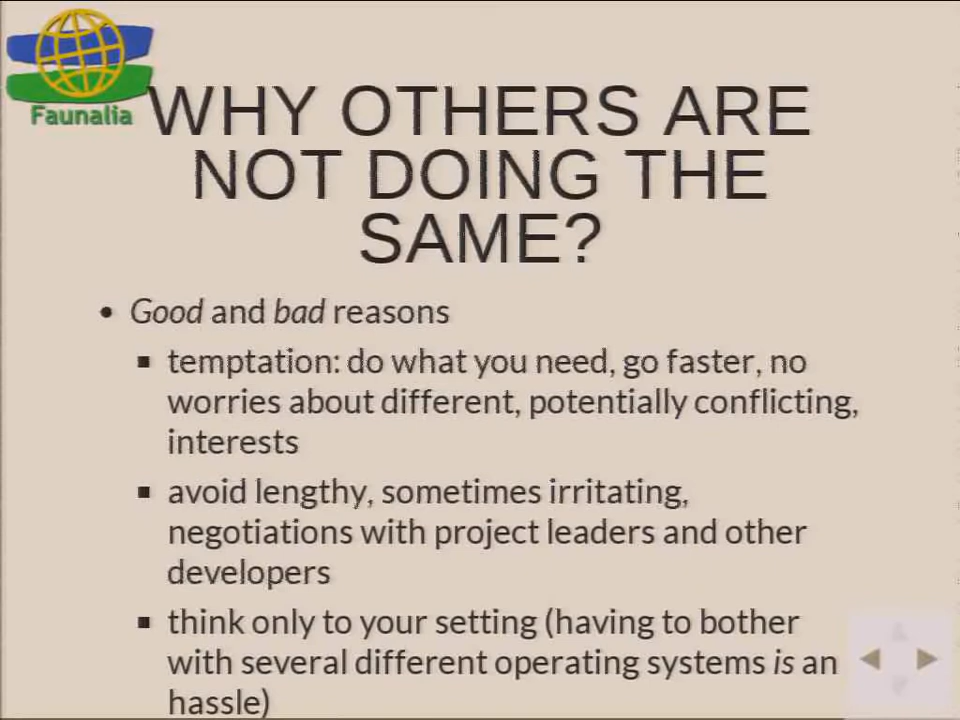 Faunalia
WHY OTHERS ARE
NOT DOING THE
SAME?
• Good and bad reasons
▪ temptation: do what you need, go faster, no
worries about different, potentially conflicting,
interests
▪ avoid lengthy, sometimes irritating,
negotiations with project leaders and other
developers
▪ think only to your setting (having to bother
with several different operating systems is an
hassle)